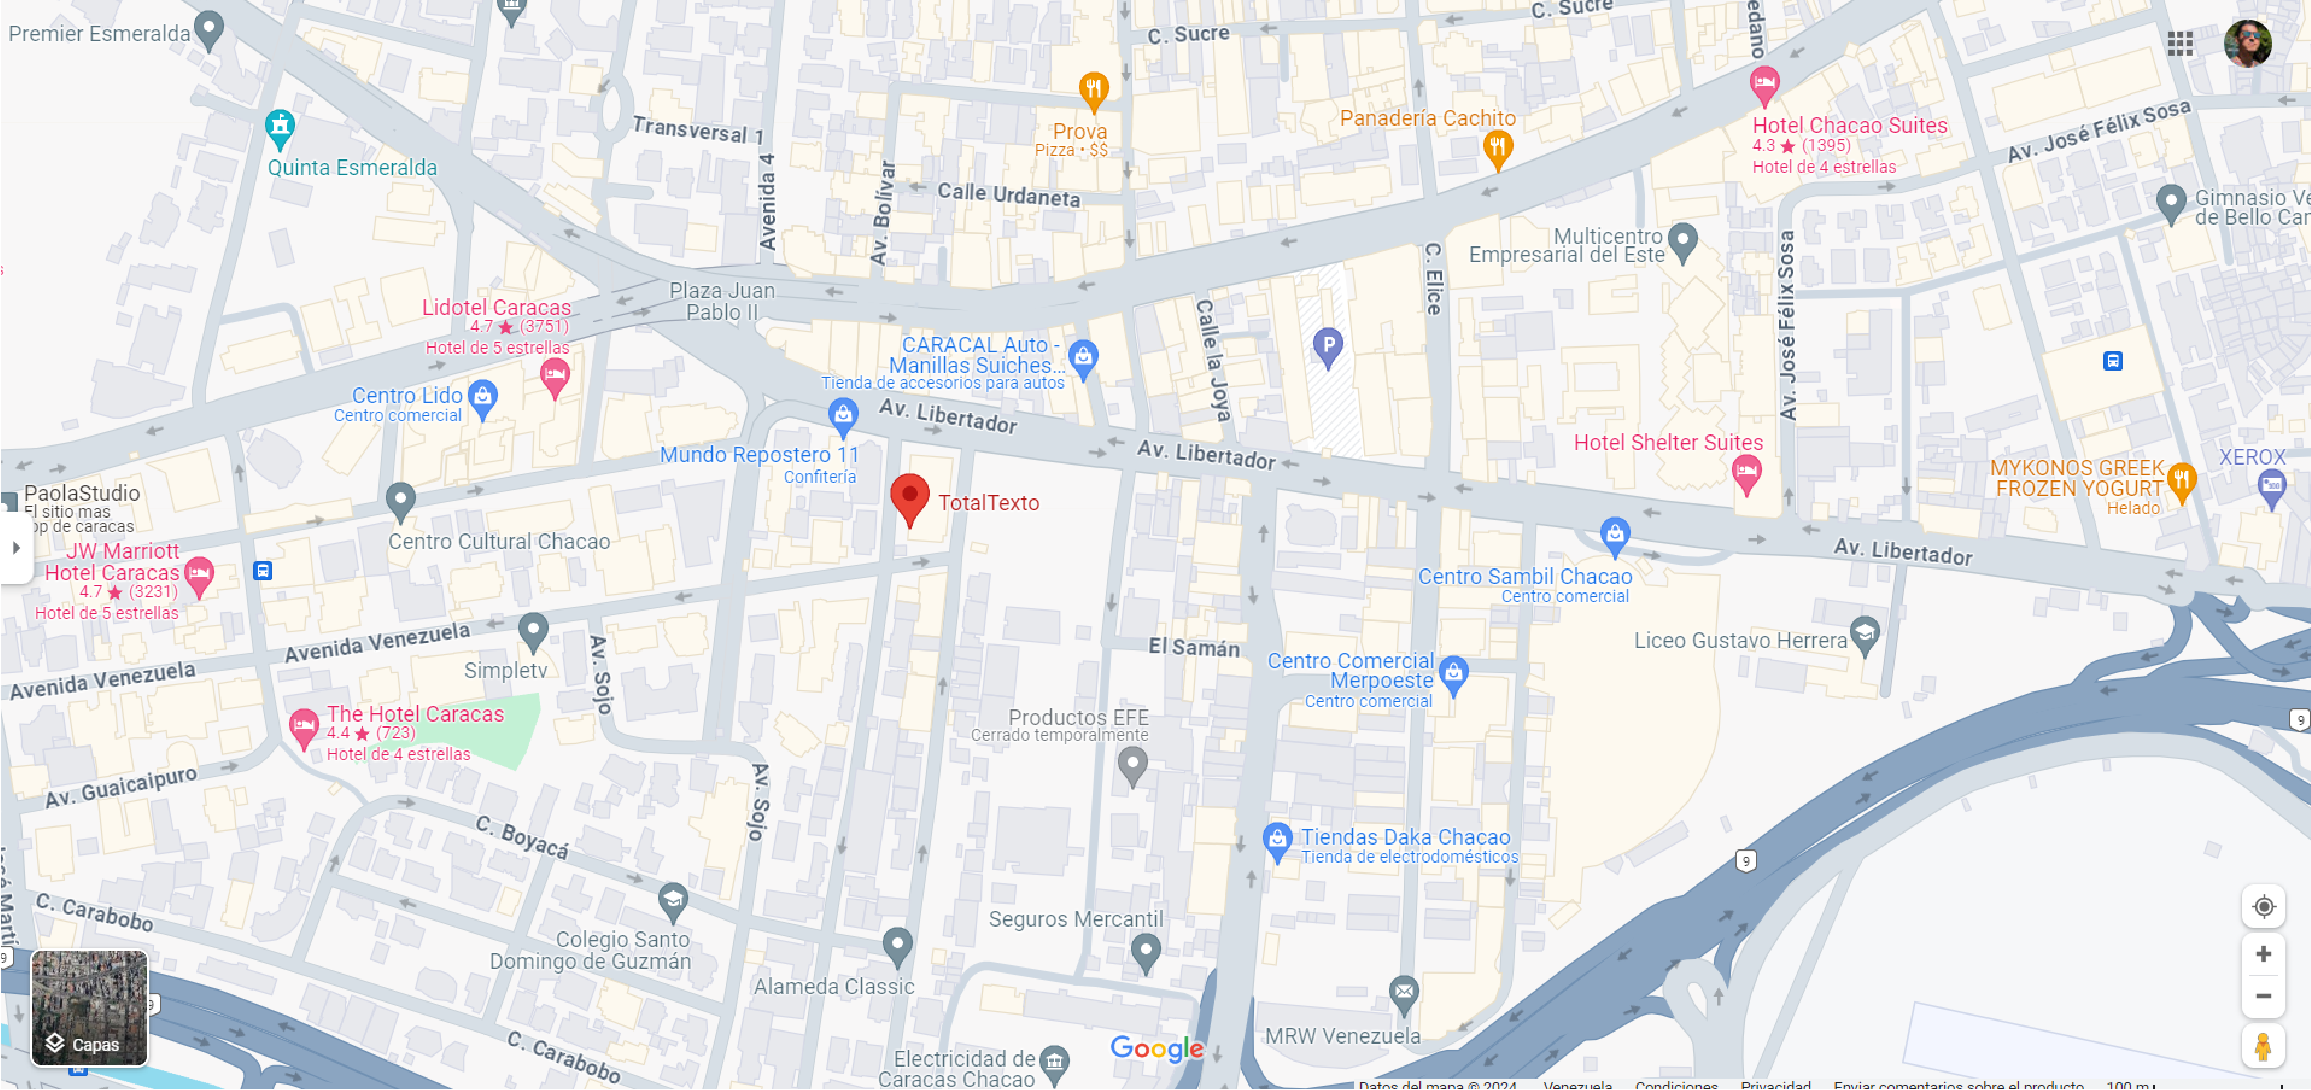 Premier Esmeralda
C. Sucre
C. Sucre
Transversal 1
Prova
Pizza • $$
Panadería Cachito
Hotel Chacao Suites
4.3 ★ (1395)
Hotel de 4 estrellas
Av. José Félix Sosa
Quinta Esmeralda
Avenida 4
Av. Bolívar
Calle Urdaneta
Gimnasio
de Bello
Multicentro
Empresarial del Este
C. Elice
Av. José Félix Sosa
Plaza Juan
Pablo II
Lidotel Caracas
4.7 ★ (3751)
Hotel de 5 estrellas
Calle la Joya
P
CARACAL Auto -
Manillas Suiches...
Tienda de accesorios para autos
Centro Lido
Centro comercial
Av. Libertador
Av. Libertador
Mundo Repostero 11
Confitería
Hotel Shelter Suites
MYKONOS GREEK
FROZEN YOGURT
Helado
XEROX
PaolaStudio
El sitio mas
de caracas
TotalTexto
Centro Cultural Chacao
JW Marriott
Hotel Caracas
4.7 ★ (3231)
Hotel de 5 estrellas
Av. Libertador
Centro Sambil Chacao
Centro comercial
Avenida Venezuela
Avenida Venezuela
Simpletv
Av. Sojo
El Samán
Liceo Gustavo Herrera
Centro Comercial
Merpoeste
Centro comercial
The Hotel Caracas
4.4 ★ (723)
Hotel de 4 estrellas
Productos EFE
Cerrado temporalmente
9
Av. Guaicaipuro
Av. Sojo
C. Boyacá
Tiendas Daka Chacao
Tienda de electrodomésticos
9
C. Carabobo
Colegio Santo
Domingo de Guzmán
Seguros Mercantil
Alameda Classic
9
9
Capas
C. Carabobo
MRW Venezuela
Google
Electricidad de
Caracas Chacao
Datos del mapa © 2024
Venezuela
Condiciones
Privacidad
Enviar comentarios sobre el producto
100 m